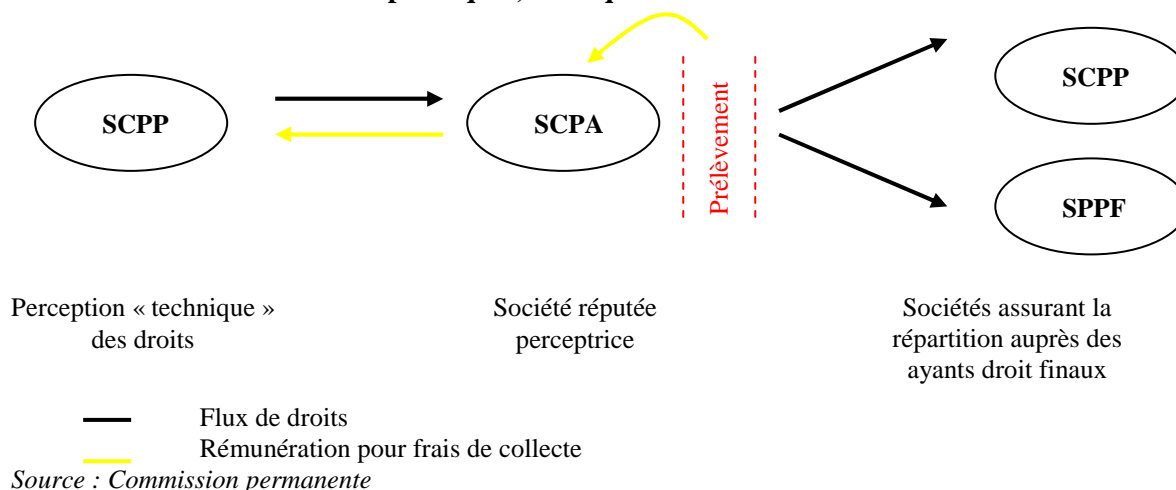 SCPP
SCPA
Prélèvement
SCPP
SPPF
Perception « technique »
des droits
Société réputée
perceptrice
Sociétés assurant la
répartition auprès des
ayants droit finaux
Flux de droits
Rémunération pour frais de collecte
Source : Commission permanente